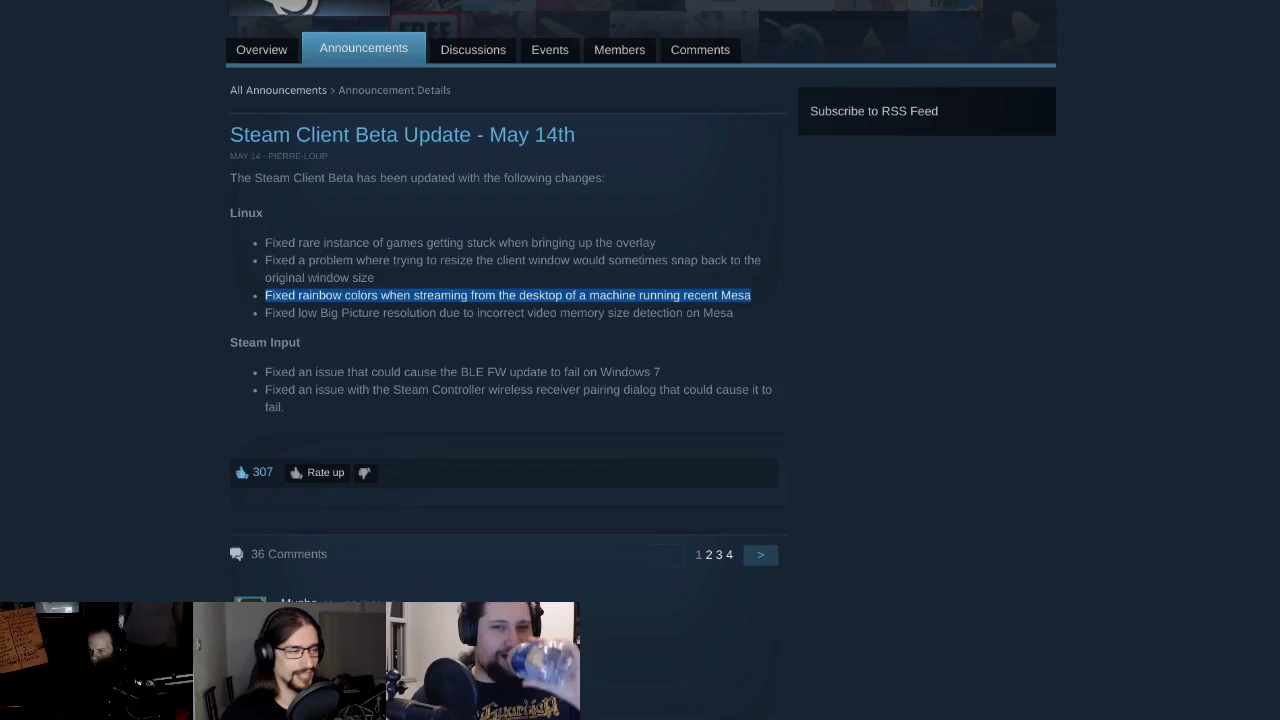 FREE
Overview Announcements Discussions Events Members Comments
All Announcements > Announcement Details
Subscribe to RSS Feed
Steam Client Beta Update - May 14th
MAY 14 - PIERRE-LOUP
The Steam Client Beta has been updated with the following changes:
Linux
• Fixed rare instance of games getting stuck when bringing up the overlay
• Fixed a problem where trying to resize the client window would sometimes snap back to the
original window size
• Fixed rainbow colors when streaming from the desktop of a machine running recent Mesa
• Fixed low Big Picture resolution due to incorrect video memory size detection on Mesa
Steam Input
• Fixed an issue that could cause the BLE FW update to fail on Windows 7
• Fixed an issue with the Steam Controller wireless receiver pairing dialog that could cause it to
fail.
307 Rate up
36 Comments
< 1 2 3 4 >